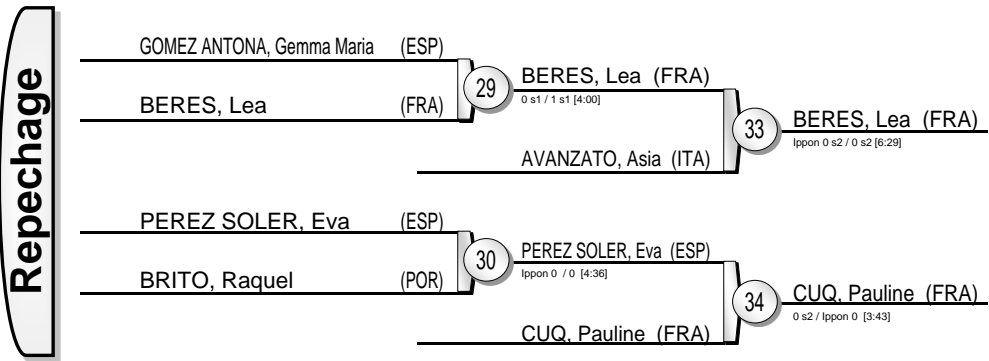 Repechage
GOMEZ ANTONA, Gemma Maria (ESP)
BERES, Lea (FRA)
29
BERES, Lea (FRA)
0 s1 / 1 s1 [4:00]
AVANZATO, Asia (ITA)
33
BERES, Lea (FRA)
Ippon 0 s2 / 0 s2 [6:29]
PEREZ SOLER, Eva (ESP)
BRITO, Raquel (POR)
30
PEREZ SOLER, Eva (ESP)
Ippon 0 / 0 [4:36]
CUQ, Pauline (FRA)
34
CUQ, Pauline (FRA)
0 s2 / Ippon 0 [3:43]